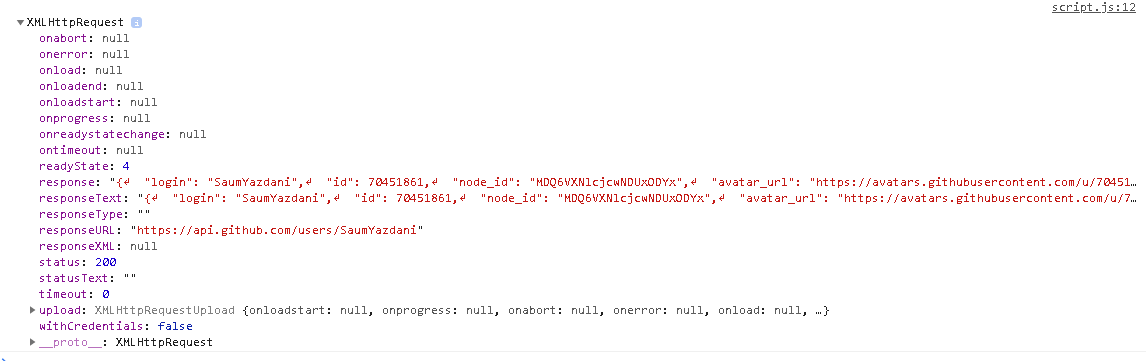 script.js:12
▼XMLHttpRequest i
onabort: null
onerror: null
onload: null
onloadend: null
onloadstart: null
onprogress: null
onreadystatechange: null
ontimeout: null
readyState: 4
response: "{↲  "login": "SaumYazdani",↲  "id": 70451861,↲  "node_id": "MDQ6VXNlcjcwNDUxODYx",↲  "avatar_url": "https://avatars.githubusercontent.com/u/70451…
responseText: "{↲  "login": "SaumYazdani",↲  "id": 70451861,↲  "node_id": "MDQ6VXNlcjcwNDUxODYx",↲  "avatar_url": "https://avatars.githubusercontent.com/u/7…
responseType: ""
responseURL: "https://api.github.com/users/SaumYazdani"
responseXML: null
status: 200
statusText: ""
timeout: 0
▶upload: XMLHttpRequestUpload {onloadstart: null, onprogress: null, onabort: null, onerror: null, onload: null, …}
withCredentials: false
▶__proto__: XMLHttpRequest